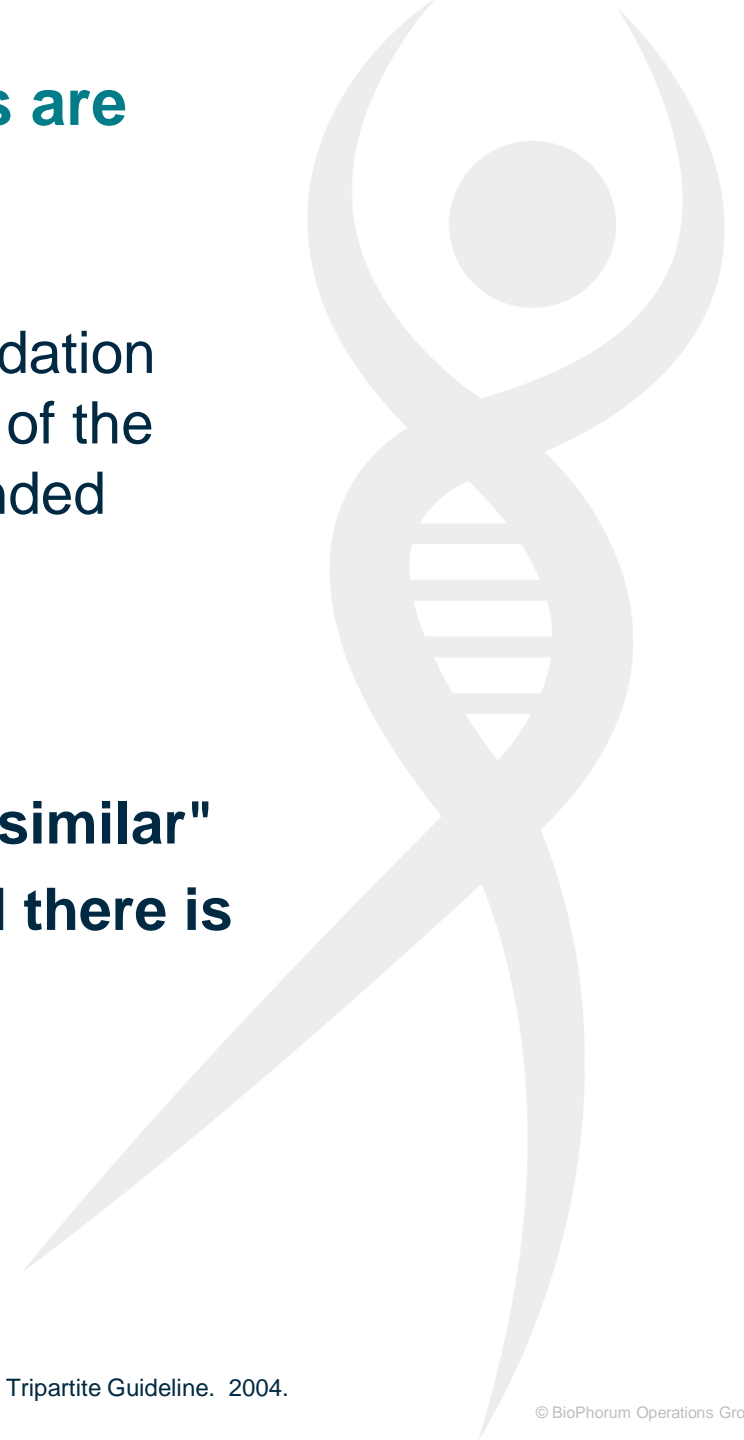 s are
dation
of the
nded
similar"
there is
Tripartite Guideline. 2004.
© BioPhorum Operations Gro